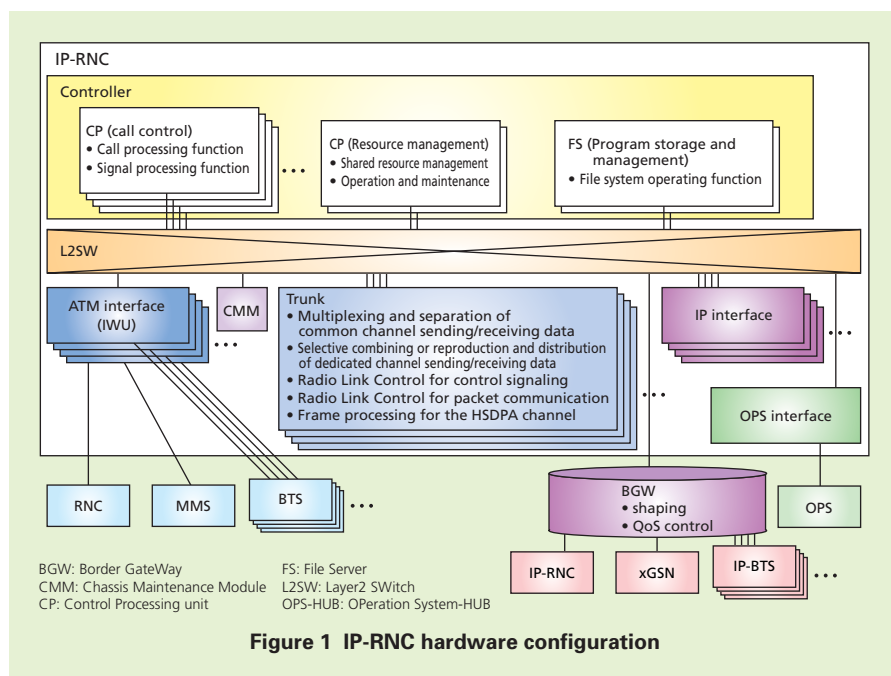 IP-RNC
Controller
CP (call control)
• Call processing function
• Signal processing function
•••
CP (Resource management)
• Shared resource management
• Operation and maintenance
FS (Program storage and
management)
• File system operating function
L2SW
ATM interface
(IWU)
•••
CMM
Trunk
• Multiplexing and separation of
common channel sending/receiving data
• Selective combining or reproduction and distribution
of dedicated channel sending/receiving data
• Radio Link Control for control signaling
• Radio Link Control for packet communication
• Frame processing for the HSDPA channel
•••
IP interface
•••
OPS interface
RNC
MMS
BTS
•••
BGW
• shaping
• QoS control
OPS
IP-RNC
xGSN
IP-BTS
•••
BGW: Border GateWay
CMM: Chassis Maintenance Module
CP: Control Processing unit
FS: File Server
L2SW: Layer2 SWitch
OPS-HUB: OPeration System-HUB
Figure 1 IP-RNC hardware configuration